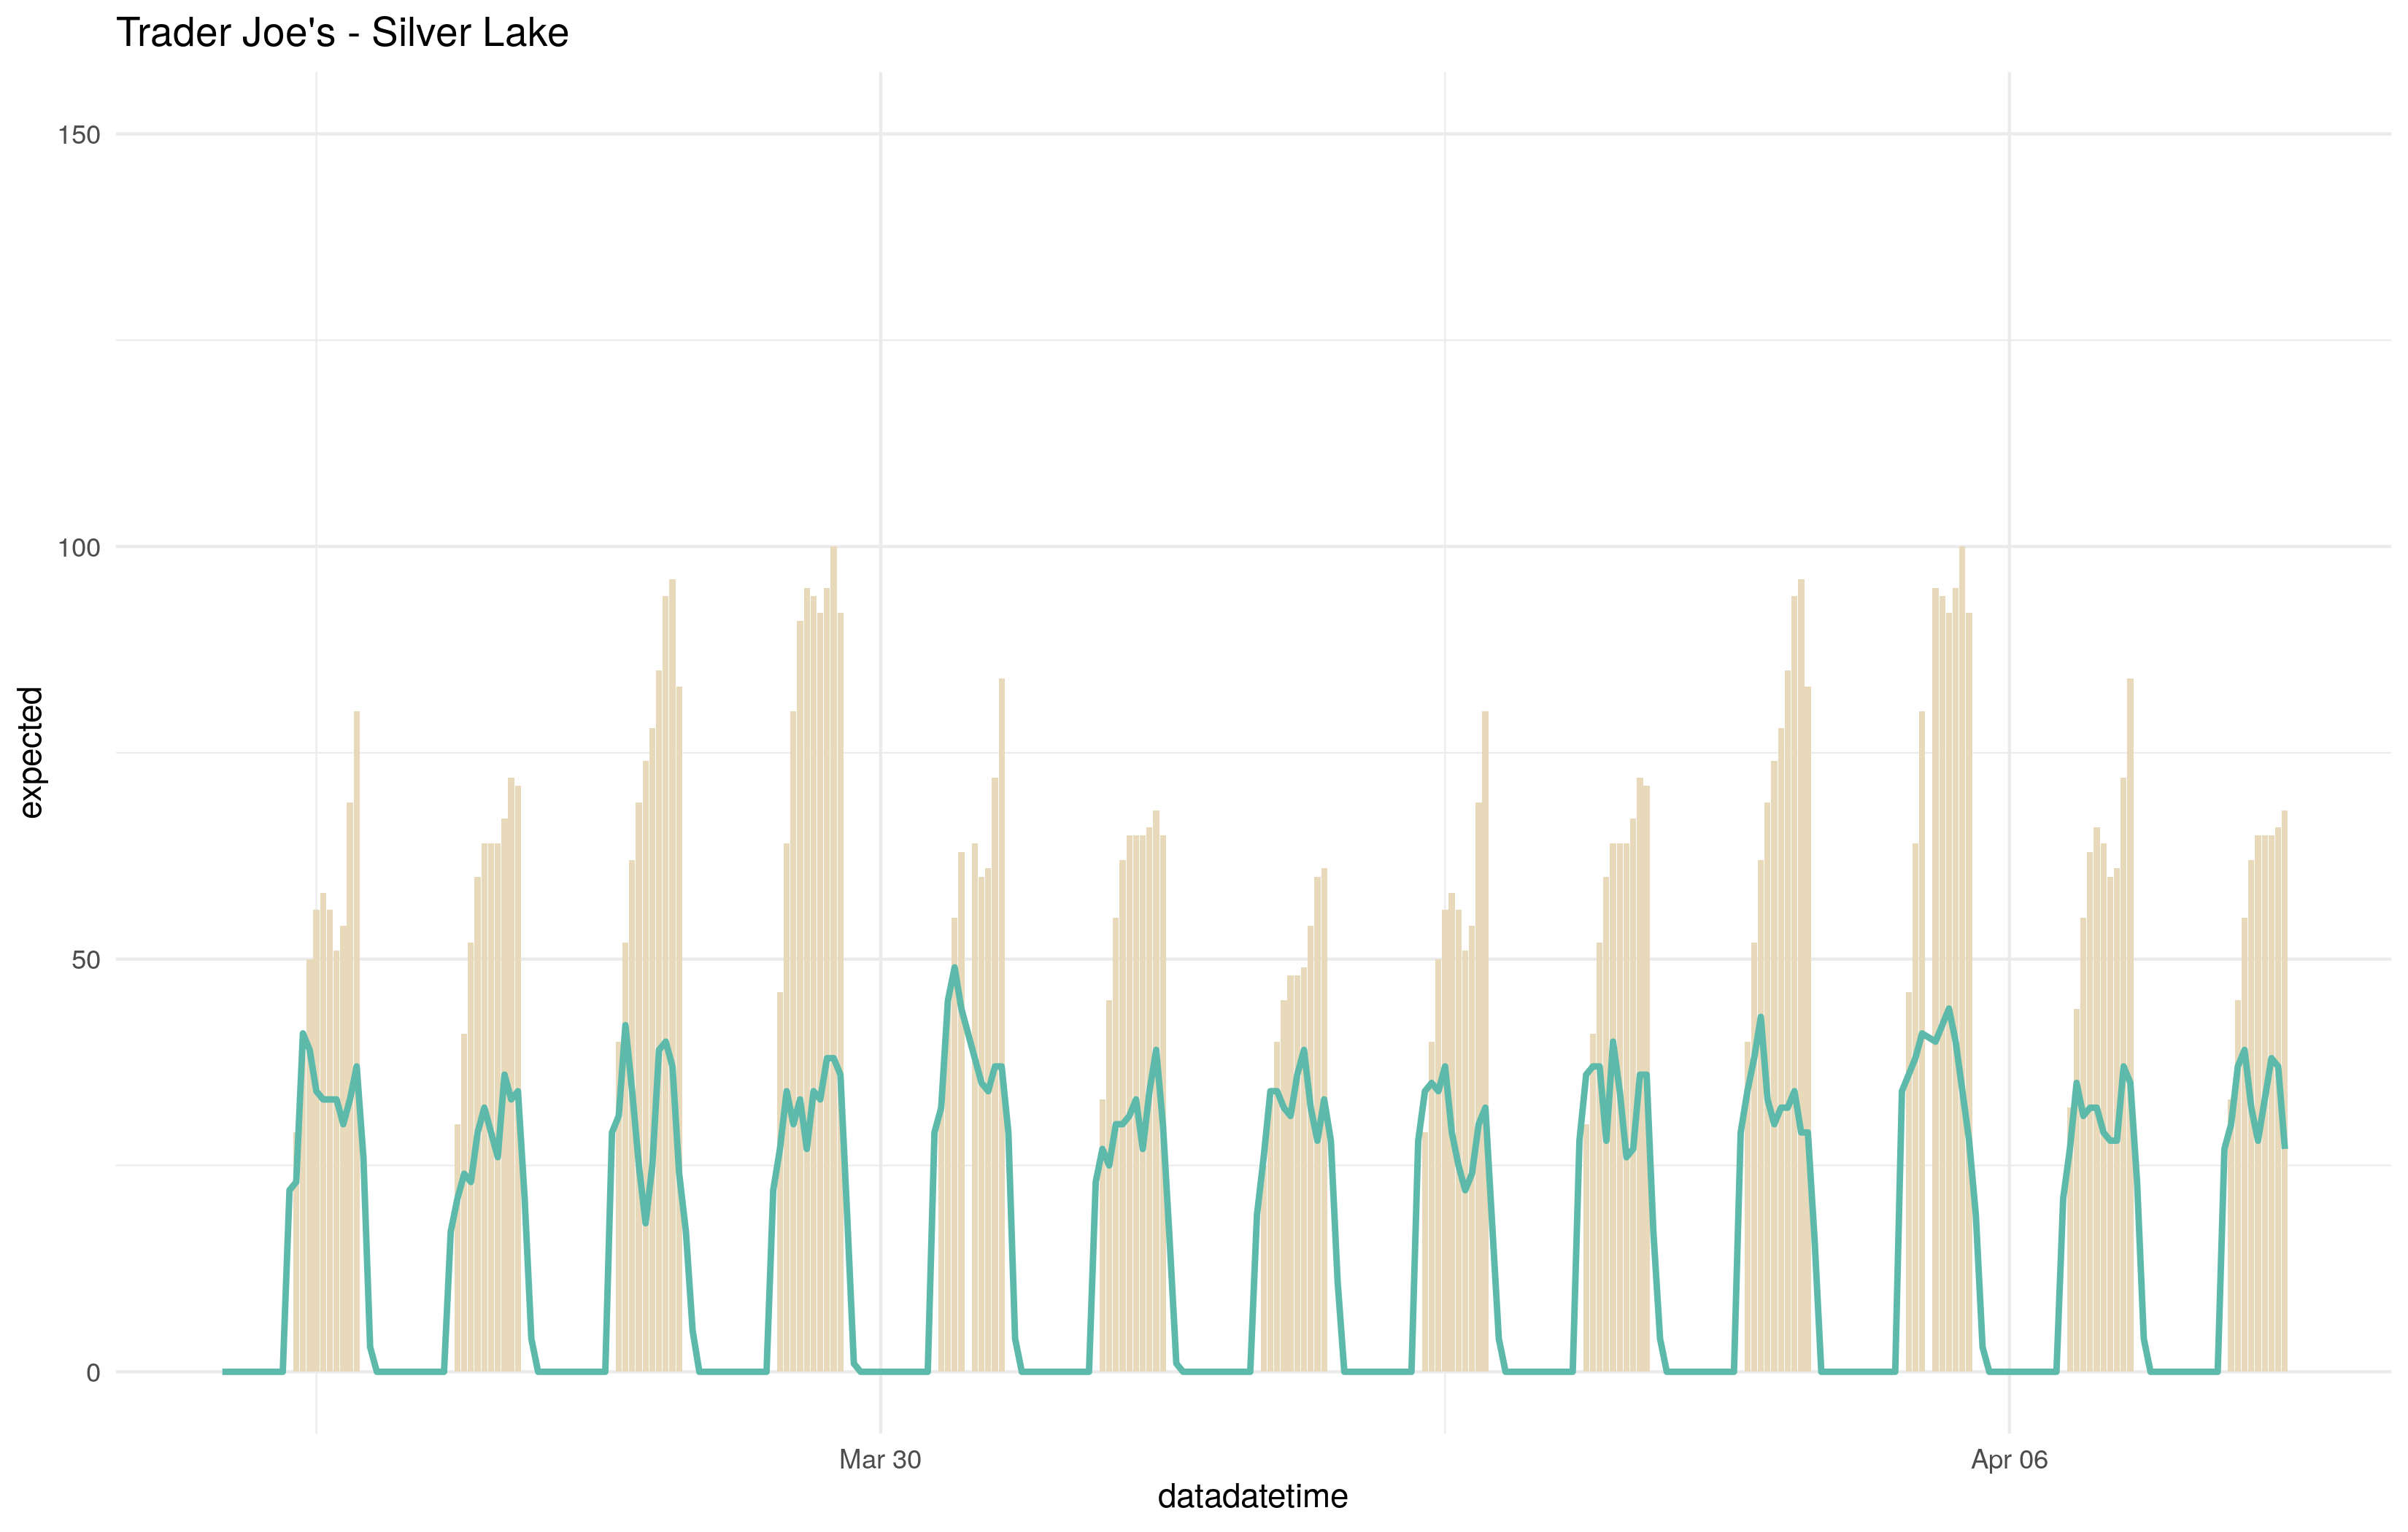 Trader Joe's - Silver Lake
150
100
50
0
expected
Mar 30
Apr 06
datadatetime